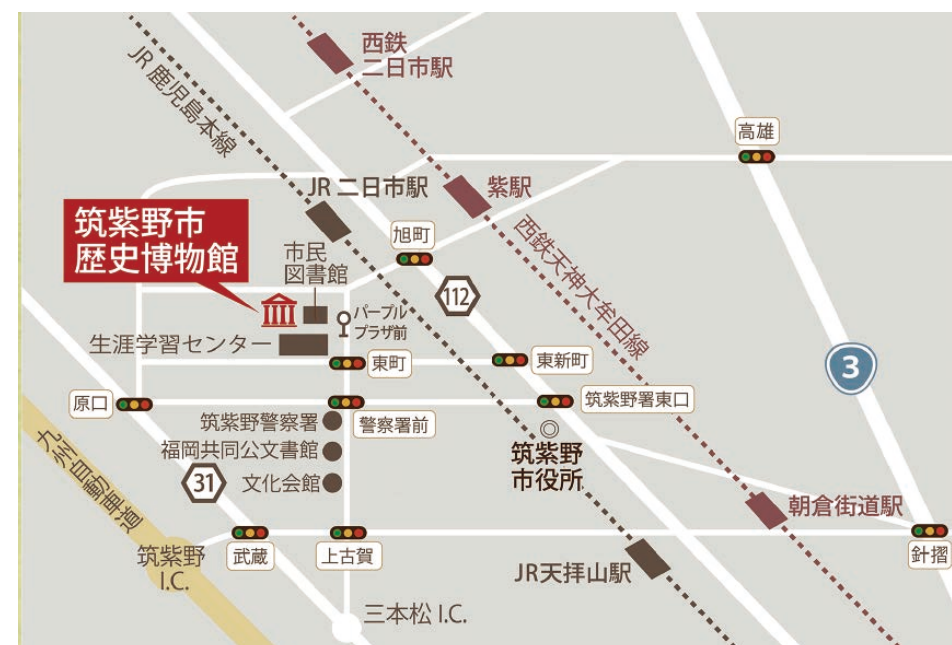 西鉄
二日市駅
JR 鹿児島本線
高雄
JR 二日市駅
紫駅
筑紫野市
歴史博物館
旭町
西鉄天神大牟田線
市民
図書館
112
パープル
プラザ前
生涯学習センター
東町
東新町
3
原口
筑紫野署東口
筑紫野警察署
警察署前
福岡共同公文書館
筑紫野
市役所
31
文化会館
九州自動車道
朝倉街道駅
筑紫野
I.C.
武蔵
上古賀
針摺
JR天拝山駅
三本松 I.C.